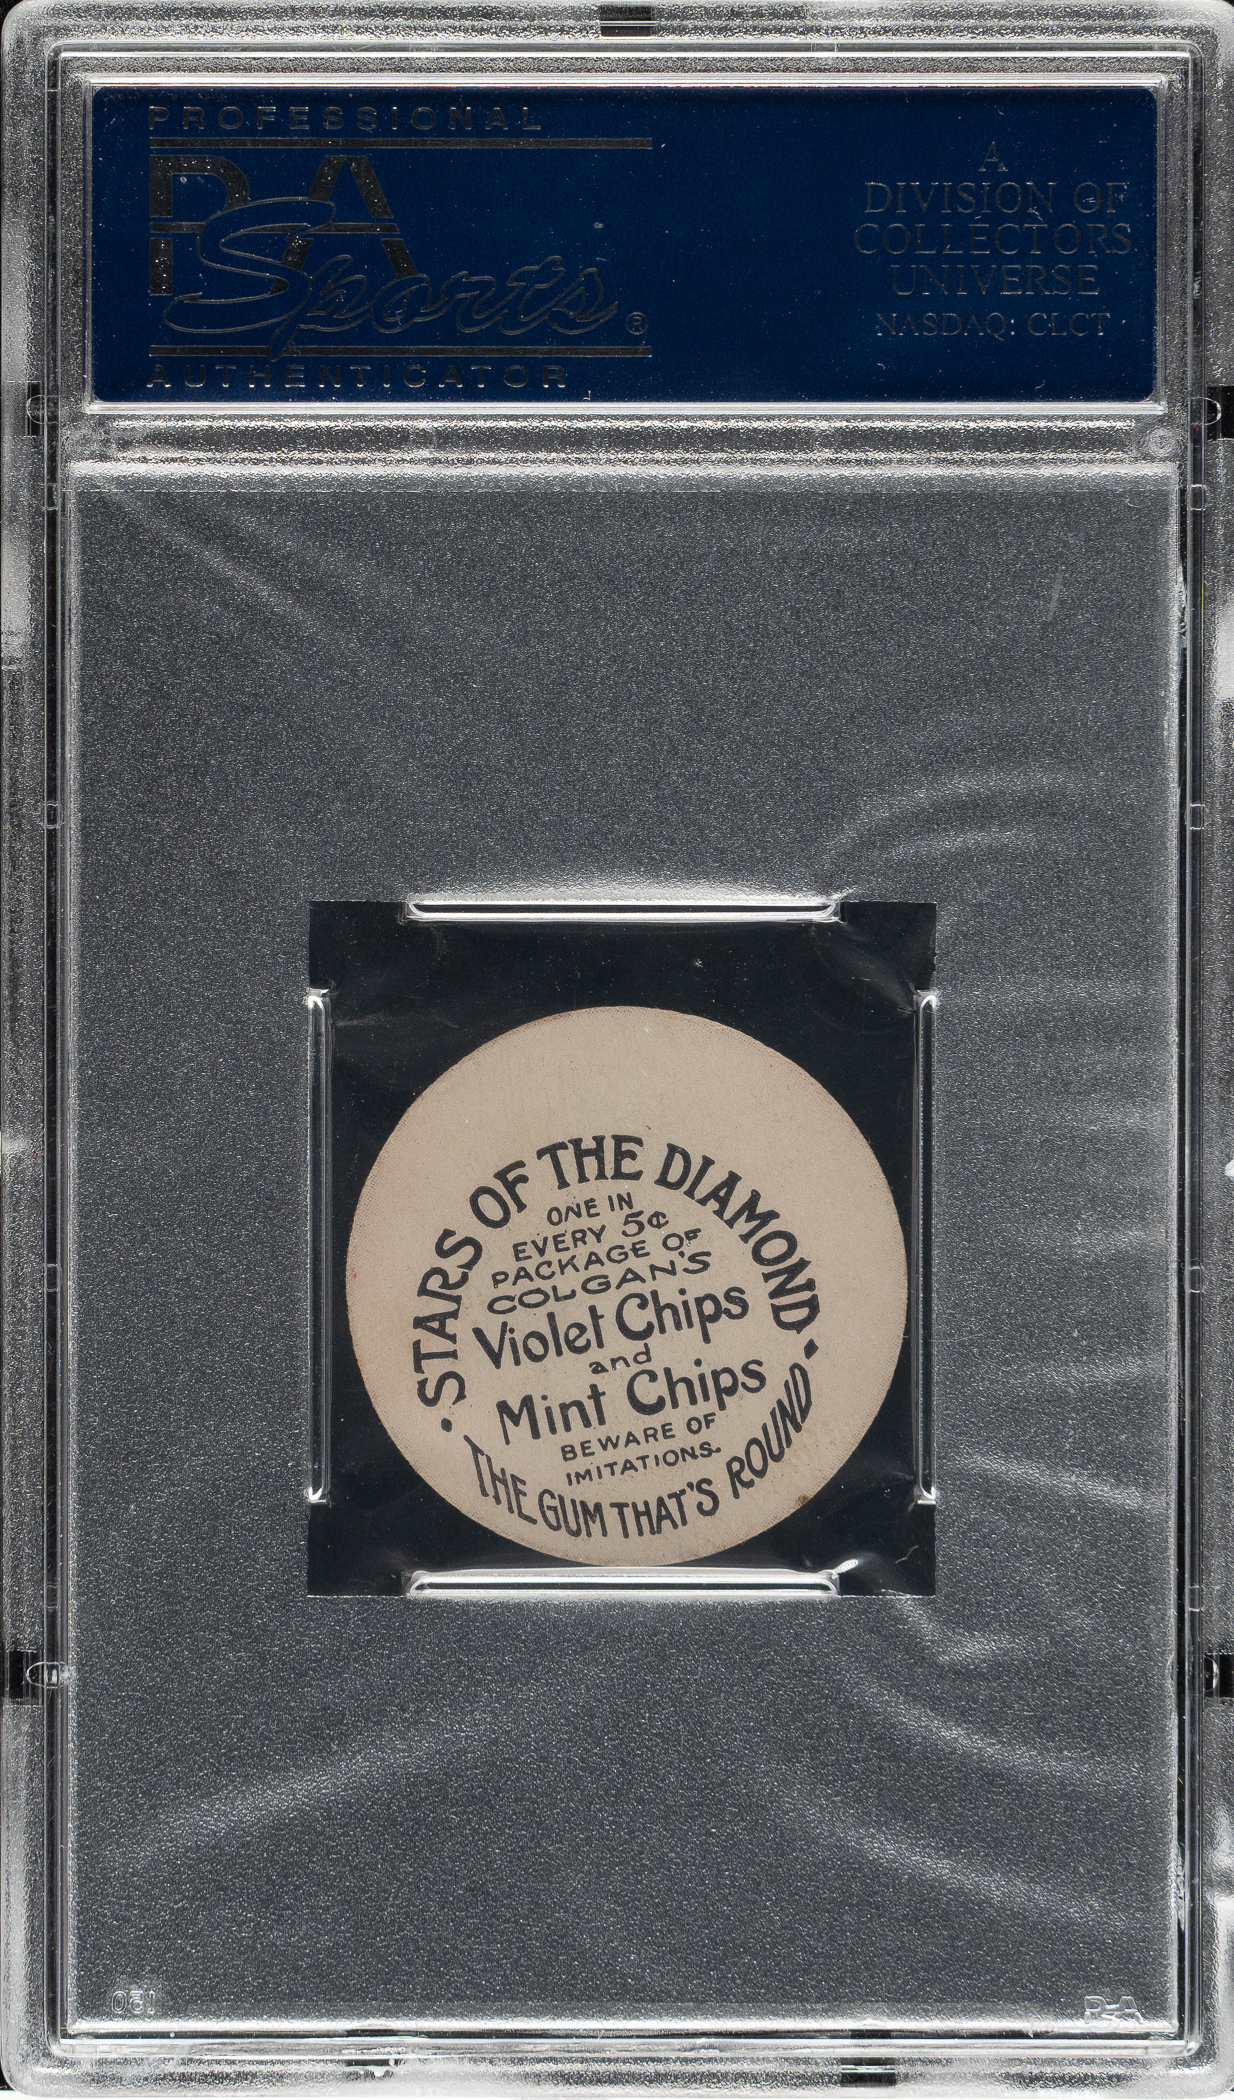 PROFESSIONAL
PSA
Sports®
AUTHENTICATOR
A
DIVISION OF
COLLECTORS
UNIVERSE
NASDAQ: CLCT
• STARS OF THE DIAMOND •
ONE IN
EVERY 5¢
PACKAGE OF
COLGAN'S
Violet Chips
and
Mint Chips
BEWARE OF
IMITATIONS.
THE GUM THAT'S ROUND
PSA